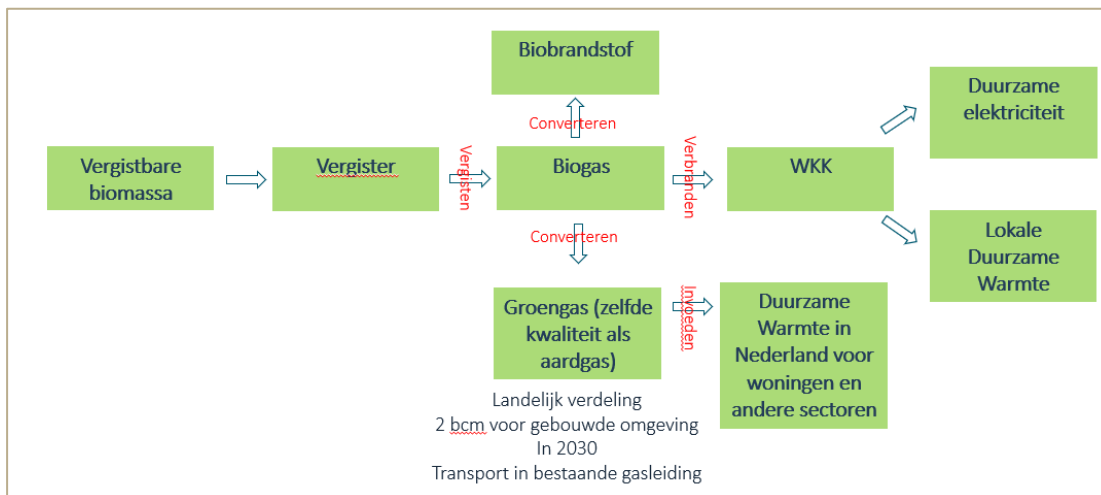 Biobrandstof
Duurzame
elektriciteit
Converteren
Vergistbare
biomassa
Vergister
Vergisten
Biogas
Verbranden
WKK
Converteren
Lokale
Duurzame
Warmte
Groengas (zelfde
kwaliteit als
aardgas)
Invoeden
Duurzame
Warmte in
Nederland voor
woningen en
andere sectoren
Landelijk verdeling
2 bcm voor gebouwde omgeving
In 2030
Transport in bestaande gasleiding